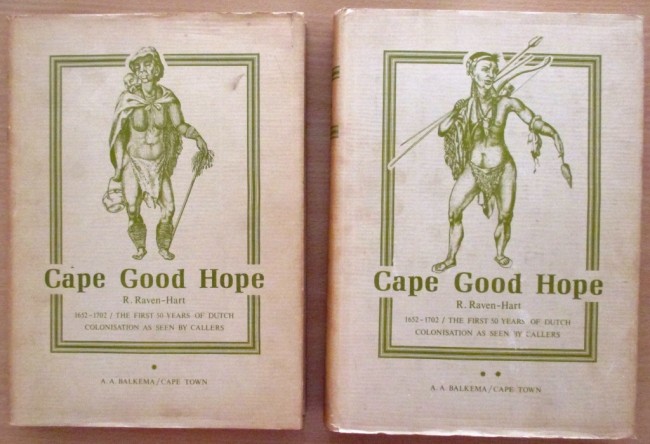 Cape Good Hope
R. Raven-Hart
1652-1702 / THE FIRST 50 YEARS OF DUTCH
COLONISATION AS SEEN BY CALLERS
A. A. BALKEMA/CAPE TOWN
Cape Good Hope
R. Raven-Hart
1652-1702 / THE FIRST 50 YEARS OF DUTCH
COLONISATION AS SEEN BY CALLERS
A. A. BALKEMA/CAPE TOWN